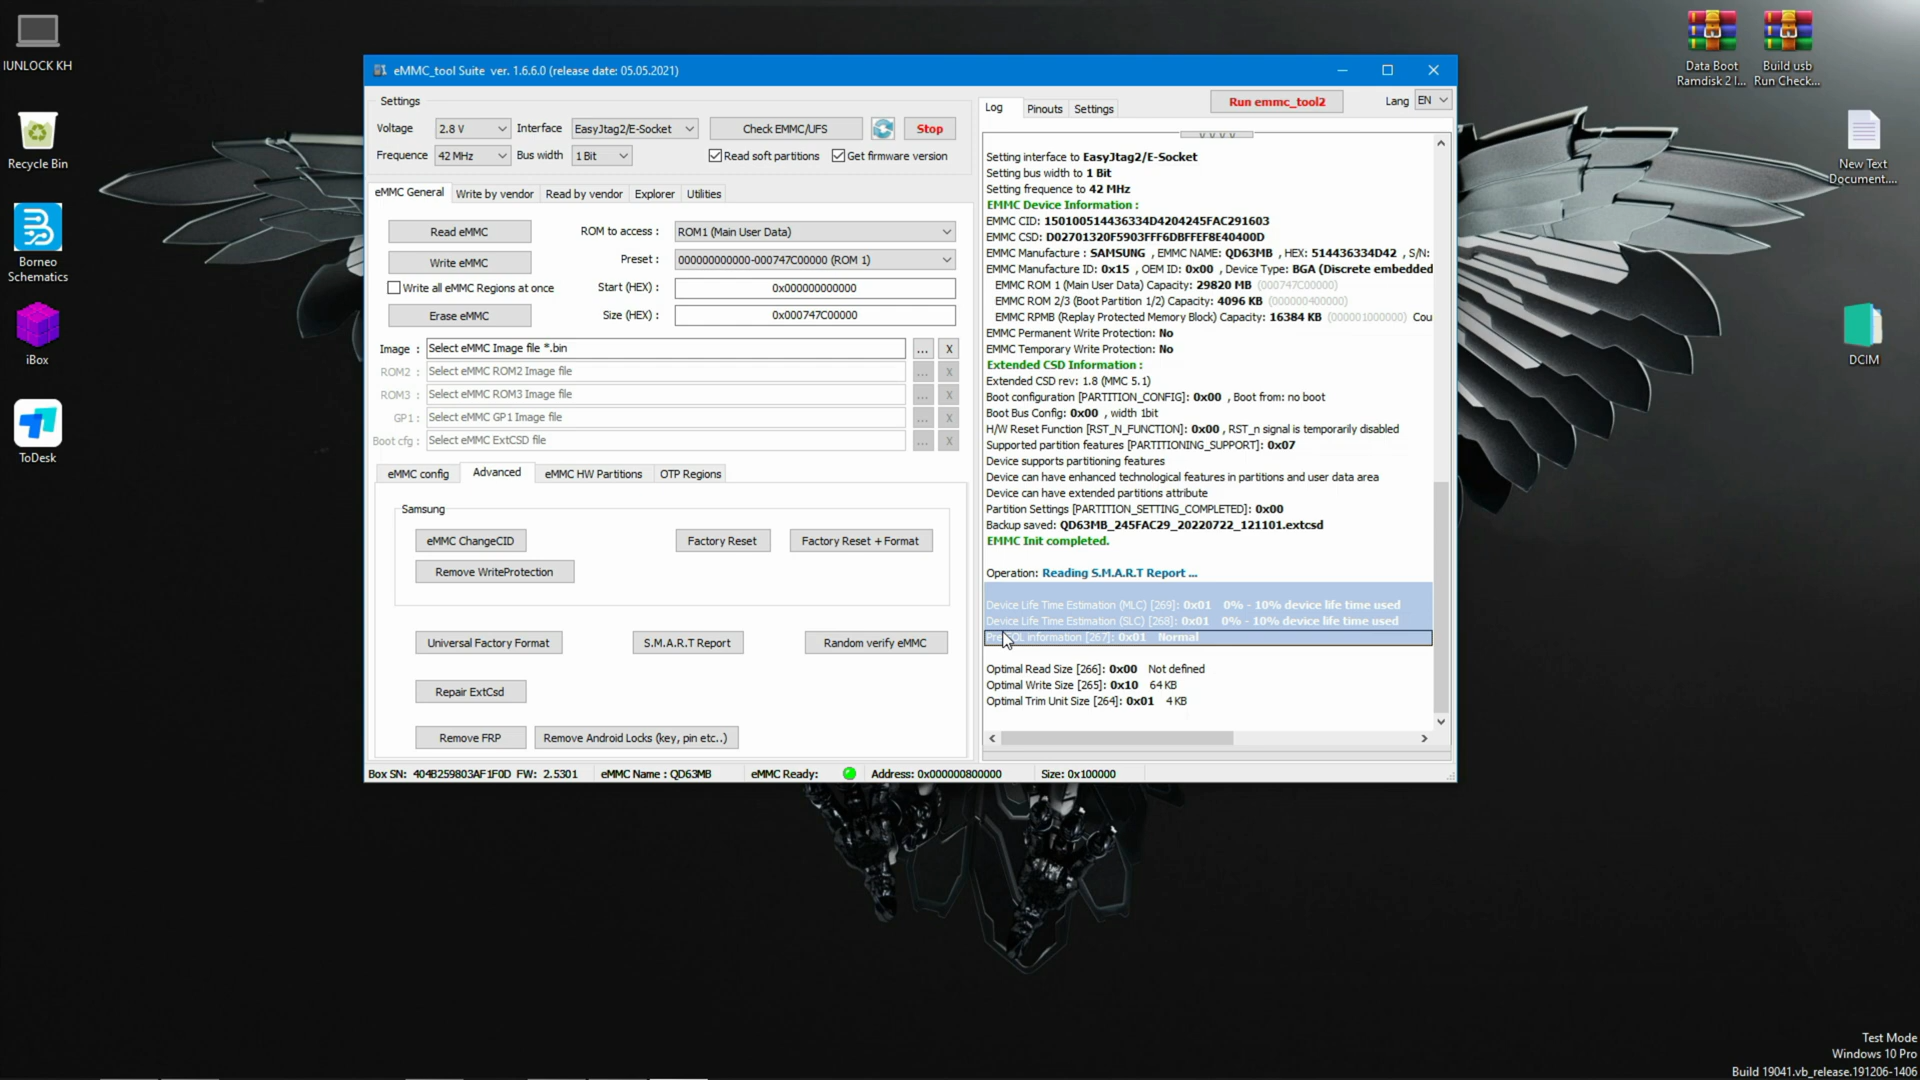 IUNLOCK KH
Recycle Bin
Borneo
Schematics
iBox
ToDesk
Data Boot
Ramdisk 2 I...
Build usb
Run Check...
New Text
Document....
DCIM
eMMC_tool Suite ver. 1.6.6.0 (release date: 05.05.2021)
Settings
Voltage 2.8 V Interface EasyJtag2/E-Socket Check EMMC/UFS Stop
Frequency 42 MHz Bus width 1 Bit Read soft partitions Get firmware version
eMMC General Write by vendor Read by vendor Explorer Utilities
Read eMMC ROM to access : ROM1 (Main User Data)
Write eMMC Preset : 000000000000-000747C00000 (ROM 1)
Write all eMMC Regions at once Start (HEX) : 0x000000000000
Erase eMMC Size (HEX) : 0x000747C00000
Image : Select eMMC Image file *.bin ... X
ROM2 : Select eMMC ROM2 Image file ... X
ROM3 : Select eMMC ROM3 Image file ... X
GP1 : Select eMMC GP1 Image file ... X
Boot cfg : Select eMMC ExtCSD file ... X
eMMC config Advanced eMMC HW Partitions OTP Regions
Samsung
eMMC ChangeCID Factory Reset Factory Reset + Format
Remove WriteProtection
Universal Factory Format S.M.A.R.T Report Random verify eMMC
Repair ExtCsd
Remove FRP Remove Android Locks (key, pin etc..)
Log Pinouts Settings Run emmc_tool2 Lang EN
Setting interface to EasyJtag2/E-Socket
Setting bus width to 1 Bit
Setting frequency to 42 MHz
EMMC Device Information :
EMMC CID: 150100514436334D4204245FAC291603
EMMC CSD: D02701320F5903FFF6DBFFEF8E40400D
EMMC Manufacture : SAMSUNG , EMMC NAME: QD63MB , HEX: 514436334D42 , S/N:
EMMC Manufacture ID: 0x15 , OEM ID: 0x00 , Device Type: BGA (Discrete embedded
EMMC ROM 1 (Main User Data) Capacity: 29820 MB (000747C00000)
EMMC ROM 2/3 (Boot Partition 1/2) Capacity: 4096 KB (000000400000)
EMMC RPMB (Replay Protected Memory Block) Capacity: 16384 KB (000001000000) Cou
EMMC Permanent Write Protection: No
EMMC Temporary Write Protection: No
Extended CSD Information :
Extended CSD rev: 1.8 (MMC 5.1)
Boot configuration [PARTITION_CONFIG]: 0x00 , Boot from: no boot
Boot Bus Config: 0x00 , width 1bit
H/W Reset Function [RST_N_FUNCTION]: 0x00 , RST_n signal is temporarily disabled
Supported partition features [PARTITIONING_SUPPORT]: 0x07
Device supports partitioning features
Device can have enhanced technological features in partitions and user data area
Device can have extended partitions attribute
Partition Settings [PARTITION_SETTING_COMPLETED]: 0x00
Backup saved: QD63MB_245FAC29_20220722_121101.extcsd
EMMC Init completed.
Operation: Reading S.M.A.R.T Report ...
Device Life Time Estimation (MLC) [269]: 0x01 0% - 10% device life time used
Device Life Time Estimation (SLC) [268]: 0x01 0% - 10% device life time used
information [267]: 0x01 Normal
Optimal Read Size [266]: 0x00 Not defined
Optimal Write Size [265]: 0x10 64 KB
Optimal Trim Unit Size [264]: 0x01 4 KB
Box SN: 404B259803AF1F0D FW: 2.5301 eMMC Name : QD63MB eMMC Ready: Address: 0x000000800000 Size: 0x100000
Test Mode
Windows 10 Pro
Build 19041.vb_release.191206-1406